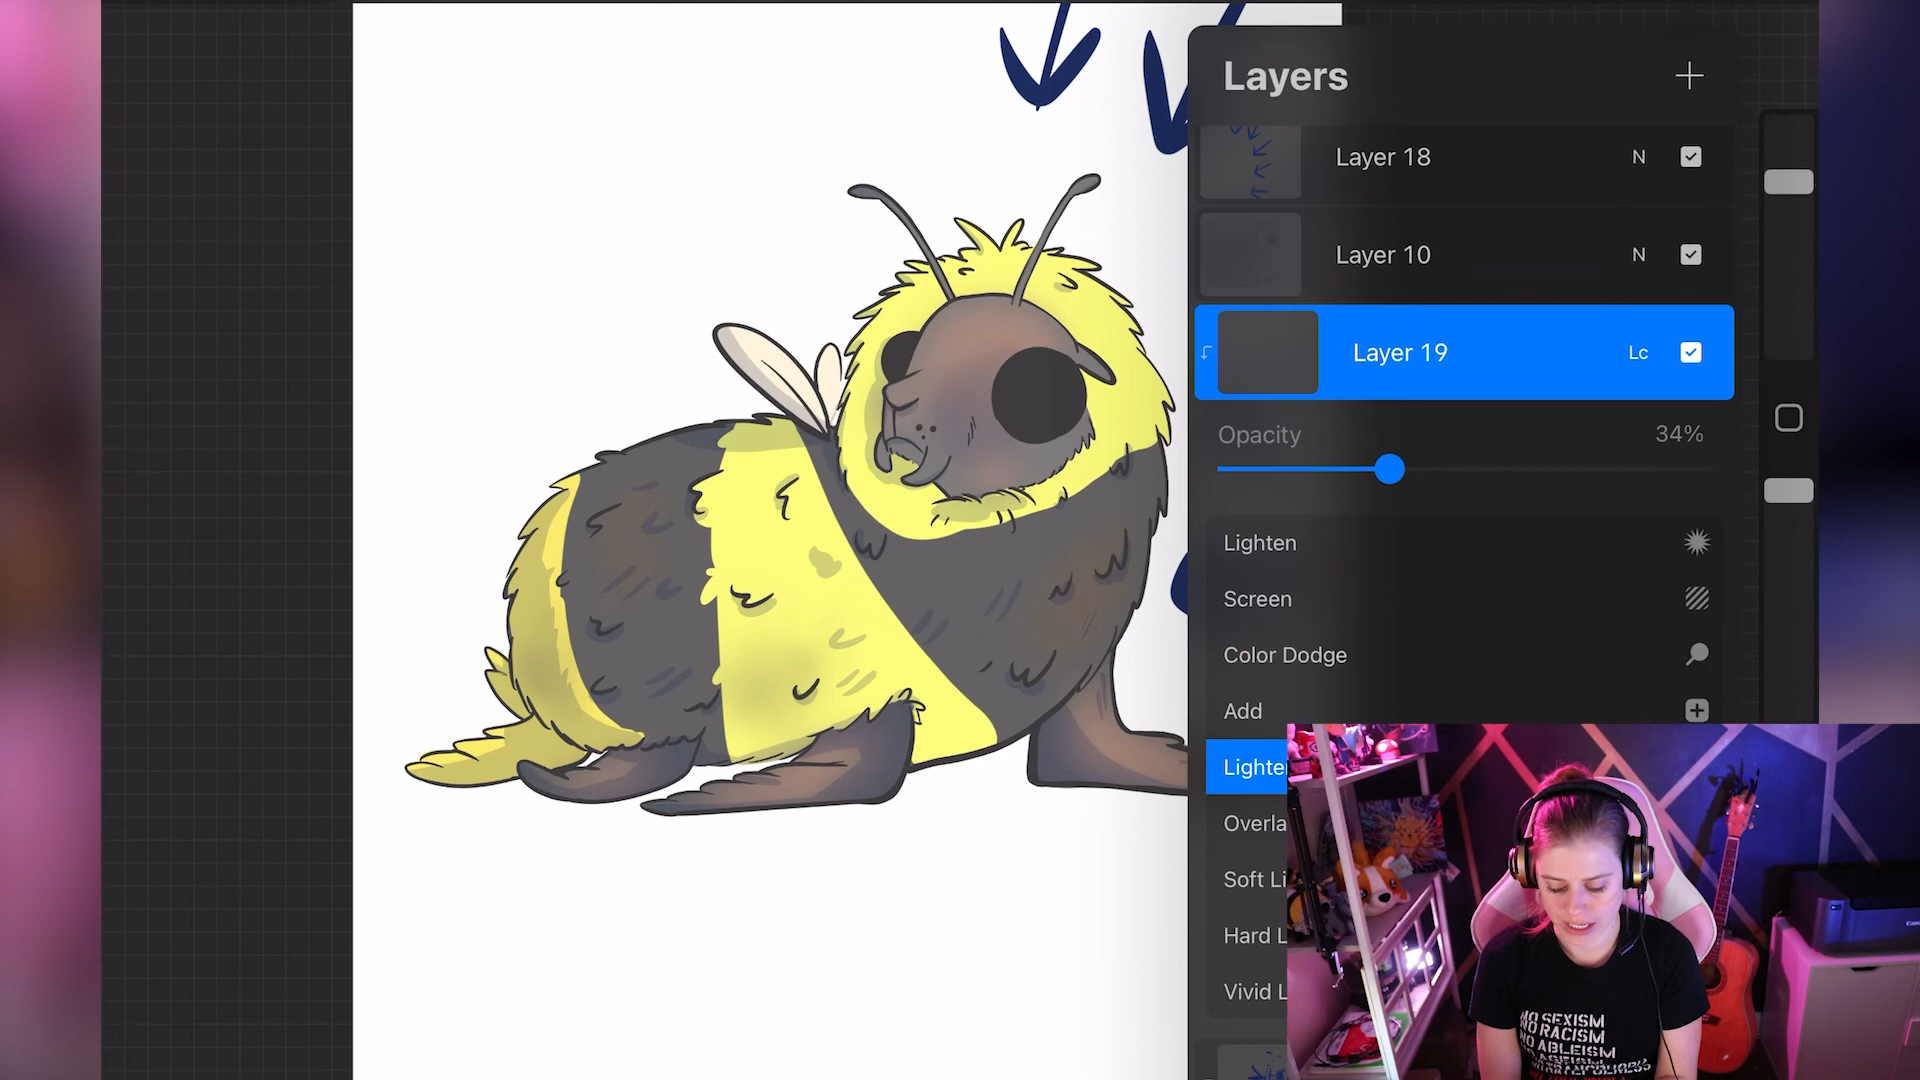 Layers
Layer 18
N
Layer 10
N
Layer 19
Lc
Opacity
34%
Lighten
Screen
Color Dodge
Add
Lighte
Overla
Soft Li
Hard L
Vivid L
NO SEXISM
NO RACISM
NO ABLEISM